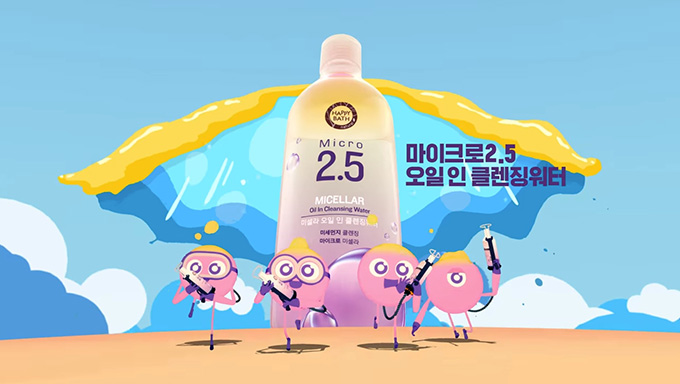 HAPPY
BATH
Micro
2.5
MICELLAR
Oil In Cleansing Water
미셀라 오일 인 클렌징워터
미세먼지 클렌징
마이크로 미셀라
마이크로2.5
오일 인 클렌징워터